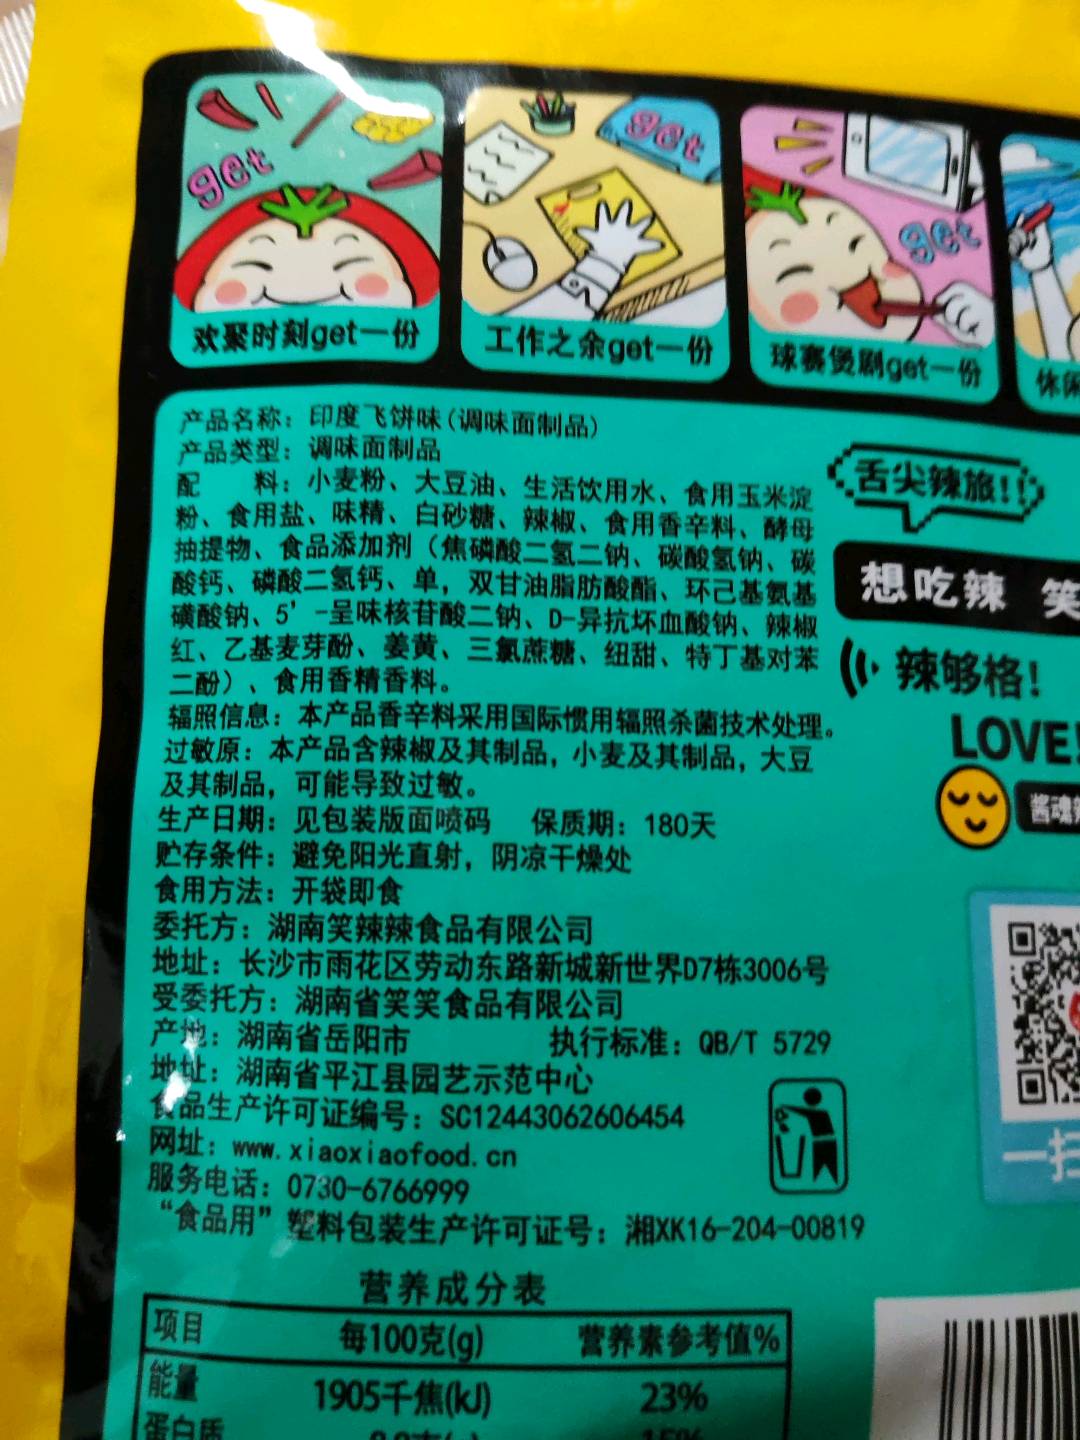 get
get
get
欢聚时刻get一份
工作之余get一份
球赛煲剧get一份
休闲
产品名称：印度飞饼味(调味面制品)
产品类型：调味面制品
配 料：小麦粉、大豆油、生活饮用水、食用玉米淀
粉、食用盐、味精、白砂糖、辣椒、食用香辛料、酵母
抽提物、食品添加剂（焦磷酸二氢二钠、碳酸氢钠、碳
酸钙、磷酸二氢钙、单，双甘油脂肪酸酯、环己基氨基
磺酸钠、5’-呈味核苷酸二钠、D-异抗坏血酸钠、辣椒
红、乙基麦芽酚、姜黄、三氯蔗糖、纽甜、特丁基对苯
二酚）、食用香精香料。
辐照信息：本产品香辛料采用国际惯用辐照杀菌技术处理。
过敏原：本产品含辣椒及其制品，小麦及其制品，大豆
及其制品，可能导致过敏。
生产日期：见包装版面喷码 保质期：180天
贮存条件：避免阳光直射，阴凉干燥处
食用方法：开袋即食
委托方：湖南笑辣辣食品有限公司
地址：长沙市雨花区劳动东路新城新世界D7栋3006号
受委托方：湖南省笑笑食品有限公司
产地：湖南省岳阳市 执行标准：QB/T 5729
地址：湖南省平江县园艺示范中心
食品生产许可证编号：SC12443062606454
网址：www.xiaoxiaofood.cn
服务电话：0730-6766999
“食品用”塑料包装生产许可证号：湘XK16-204-00819
舌尖辣旅!!
想吃辣 笑
辣够格！
LOVE!
酱魂
一扫
营养成分表
项目 每100克(g) 营养素参考值%
能量 1905千焦(kJ) 23%
蛋白质 15%